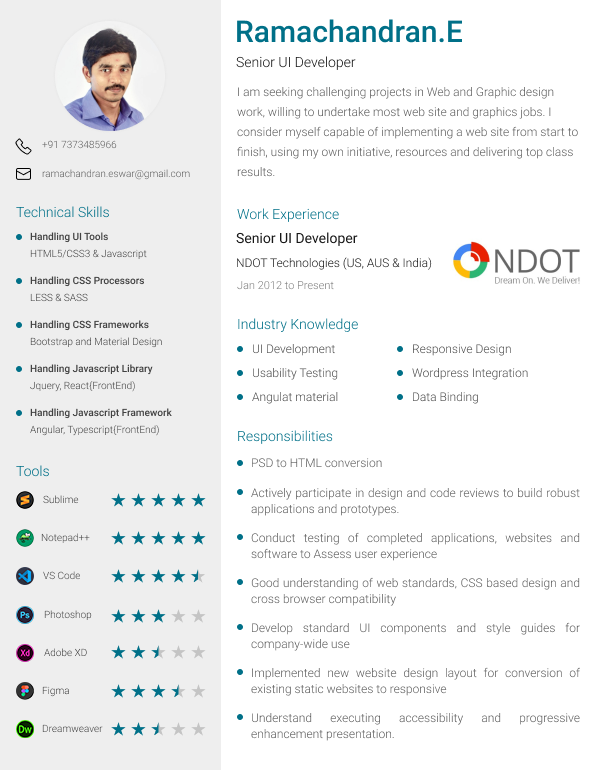 Ramachandran.E
Senior UI Developer
I am seeking challenging projects in Web and Graphic design
work, willing to undertake most web site and graphics jobs. I
consider myself capable of implementing a web site from start to
finish, using my own initiative, resources and delivering top class
results.
+91 7373485966
ramachandran.eswar@gmail.com
Technical Skills
Handling UI Tools
HTML5/CSS3 & Javascript
Handling CSS Processors
LESS & SASS
Handling CSS Frameworks
Bootstrap and Material Design
Handling Javascript Library
Jquery, React(FrontEnd)
Handling Javascript Framework
Angular, Typescript(FrontEnd)
Tools
Sublime
Notepad++
VS Code
Ps Photoshop
Xd Adobe XD
Figma
Dw Dreamweaver
Work Experience
Senior UI Developer
NDOT Technologies (US, AUS & India)
Jan 2012 to Present
NDOT
Dream On. We Deliver!
Industry Knowledge
UI Development
Usability Testing
Angulat material
Responsive Design
Wordpress Integration
Data Binding
Responsibilities
PSD to HTML conversion
Actively participate in design and code reviews to build robust
applications and prototypes.
Conduct testing of completed applications, websites and
software to Assess user experience
Good understanding of web standards, CSS based design and
cross browser compatibility
Develop standard UI components and style guides for
company-wide use
Implemented new website design layout for conversion of
existing static websites to responsive
Understand executing accessibility and progressive
enhancement presentation.